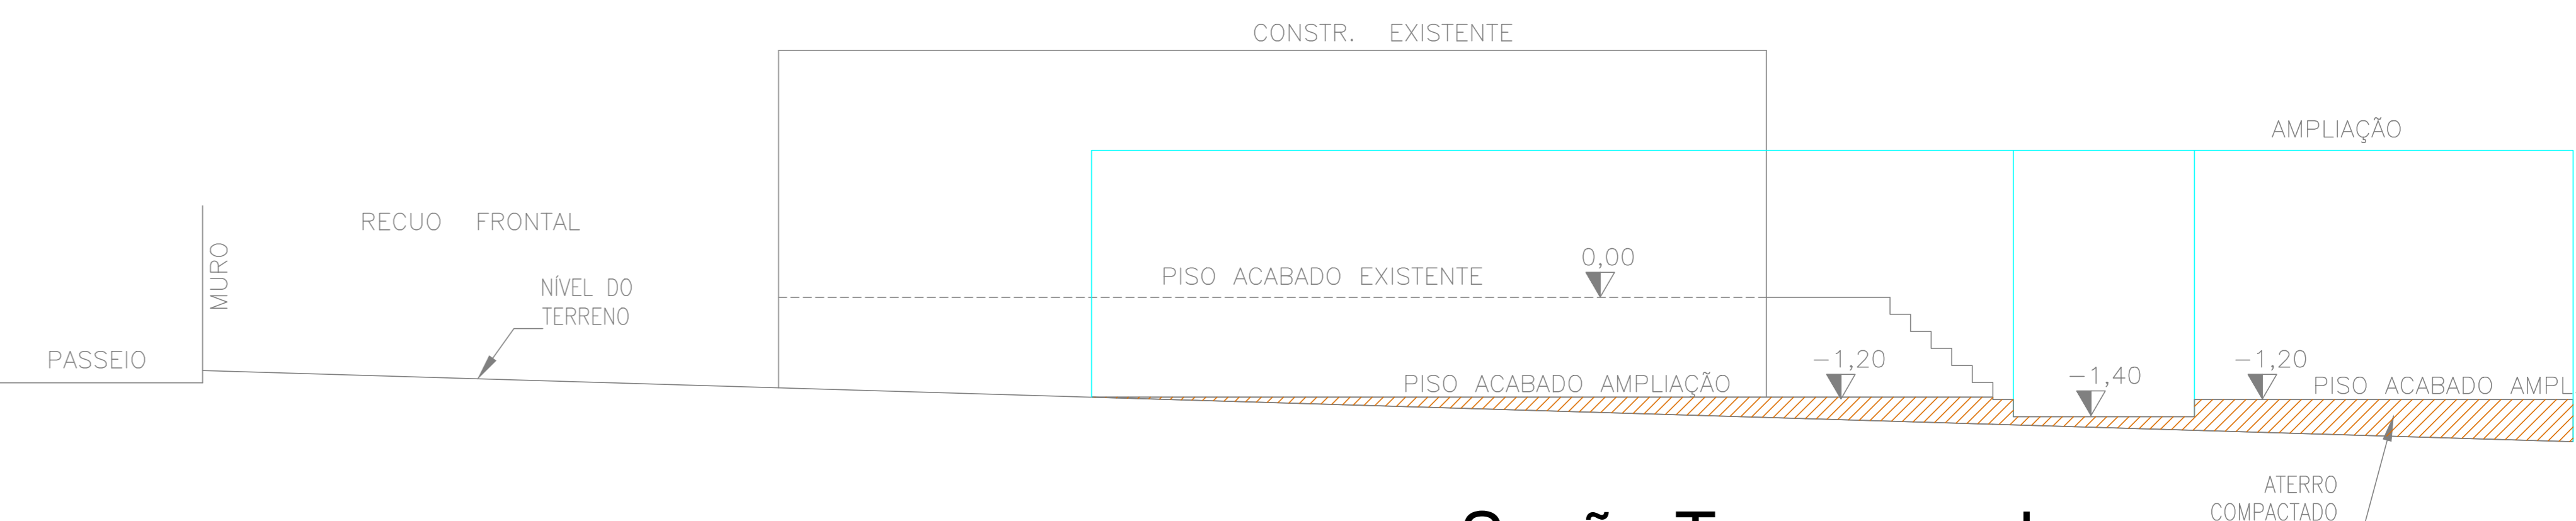 CONSTR. EXISTENTE
AMPLIAÇÃO
RECUO FRONTAL
MURO
NÍVEL DO
TERRENO
PASSEIO
PISO ACABADO EXISTENTE
0,00
PISO ACABADO AMPLIAÇÃO
-1,20
-1,40
-1,20
PISO ACABADO AMPL
ATERRO
COMPACTADO